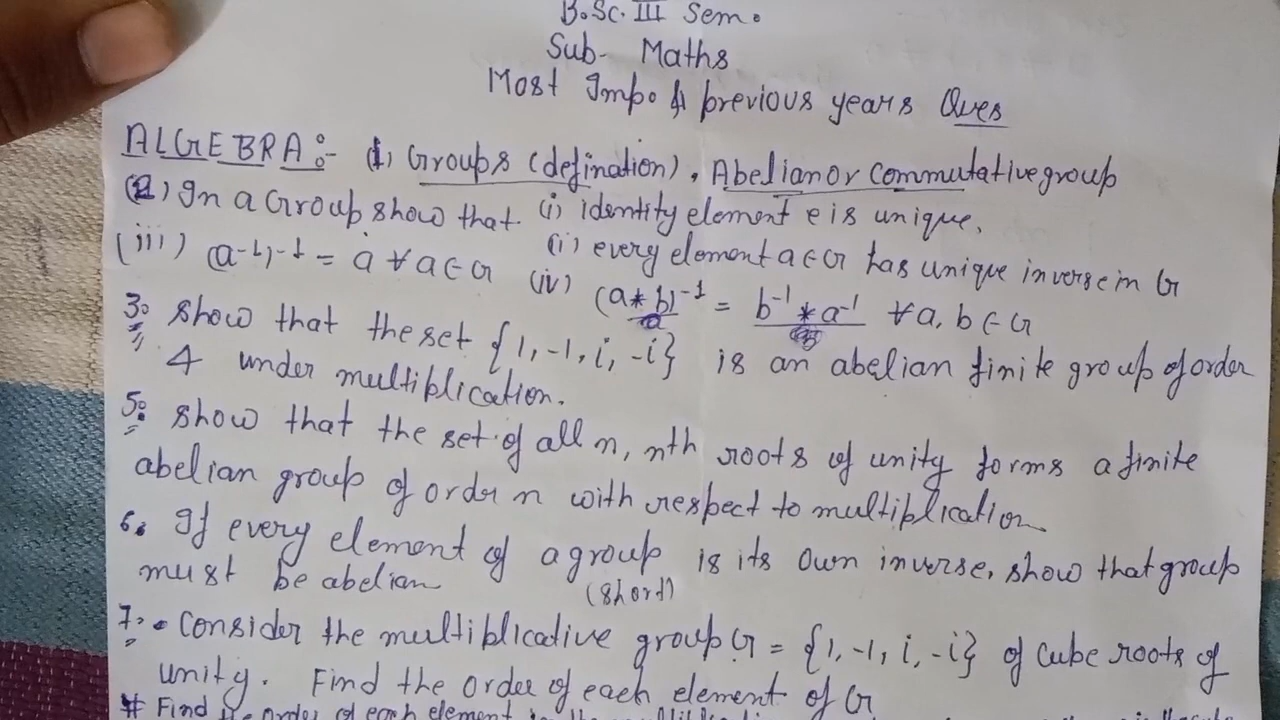 B.Sc. III Sem.
Sub- Maths
Most Imp. & previous years Ques
ALGEBRA:- (1) Groups (defination), Abelian or Commutative group
(2) In a Group show that (i) identity element e is unique.
(ii) every element a ∈ G has unique inverse in G
(iii) (a-1)-1 = a ∀ a ∈ G (iv) (a * b)-1 = b-1 * a-1 ∀ a, b ∈ G
3. show that the set {1, -1, i, -i} is an abelian finite group of order
4 under multiplication.
5. show that the set of all n, nth roots of unity forms a finite
abelian group of order n with respect to multiplication
6. If every element of a group is its own inverse, show that group
must be abelian (short)
7. Consider the multiplicative group G = {1, -1, i, -i} of cube roots of
unity. Find the order of each element of G
# Find the order of each element